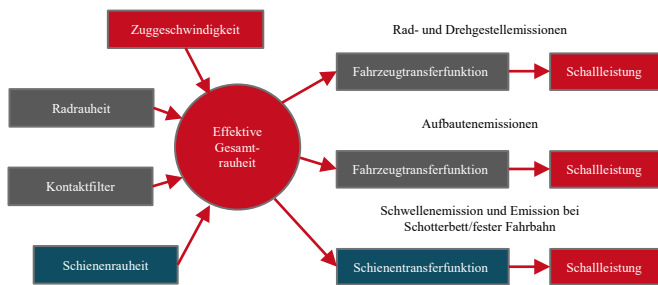 Zuggeschwindigkeit
Rad- und Drehgestellemissionen
Fahrzeugtransferfunktion
Schallleistung
Radrauheit
Effektive
Gesamt-
rauheit
Aufbautenemissionen
Fahrzeugtransferfunktion
Schallleistung
Kontaktfilter
Schwellenemission und Emission bei
Schotterbett/fester Fahrbahn
Schienenrauheit
Schienentransferfunktion
Schallleistung